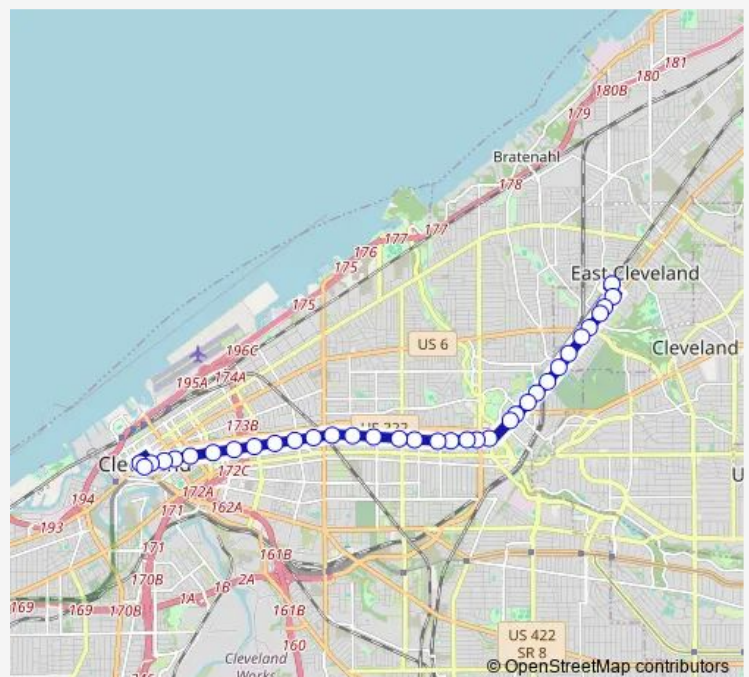 181
180
180B
179
Bratenahl
178
177
177
176
175
East Cleveland
175
US 6
Cleveland
196C
195A
174A
173B
Cle
194
172C
172A
193
171
162A
171
161B
170B
2A
1B
1A
169
169
170B
161B
160
US 422
SR 8
Cleveland
Works
© OpenStreetMap contributors